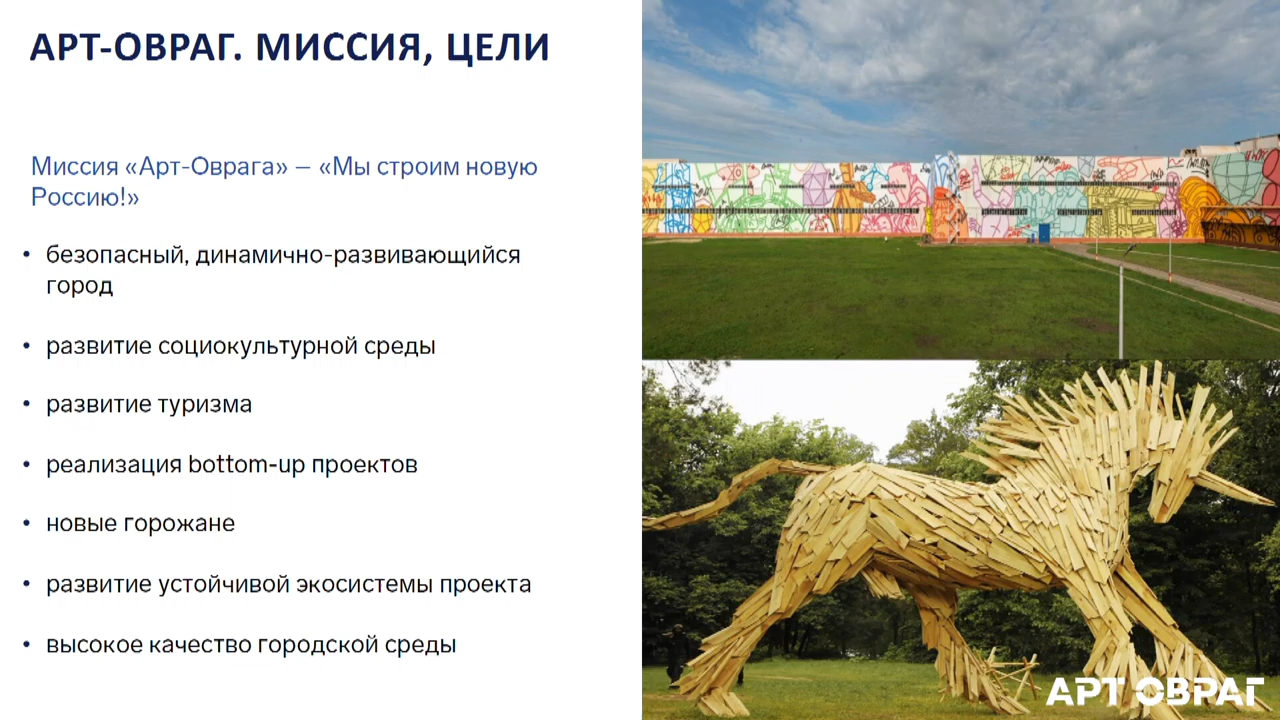 АРТ-ОВРАГ. МИССИЯ, ЦЕЛИ
Миссия «Арт-Оврага» – «Мы строим новую
Россию!»
• безопасный, динамично-развивающийся
город
• развитие социокультурной среды
• развитие туризма
• реализация bottom-up проектов
• новые горожане
• развитие устойчивой экосистемы проекта
• высокое качество городской среды
АРТ ОВРАГ